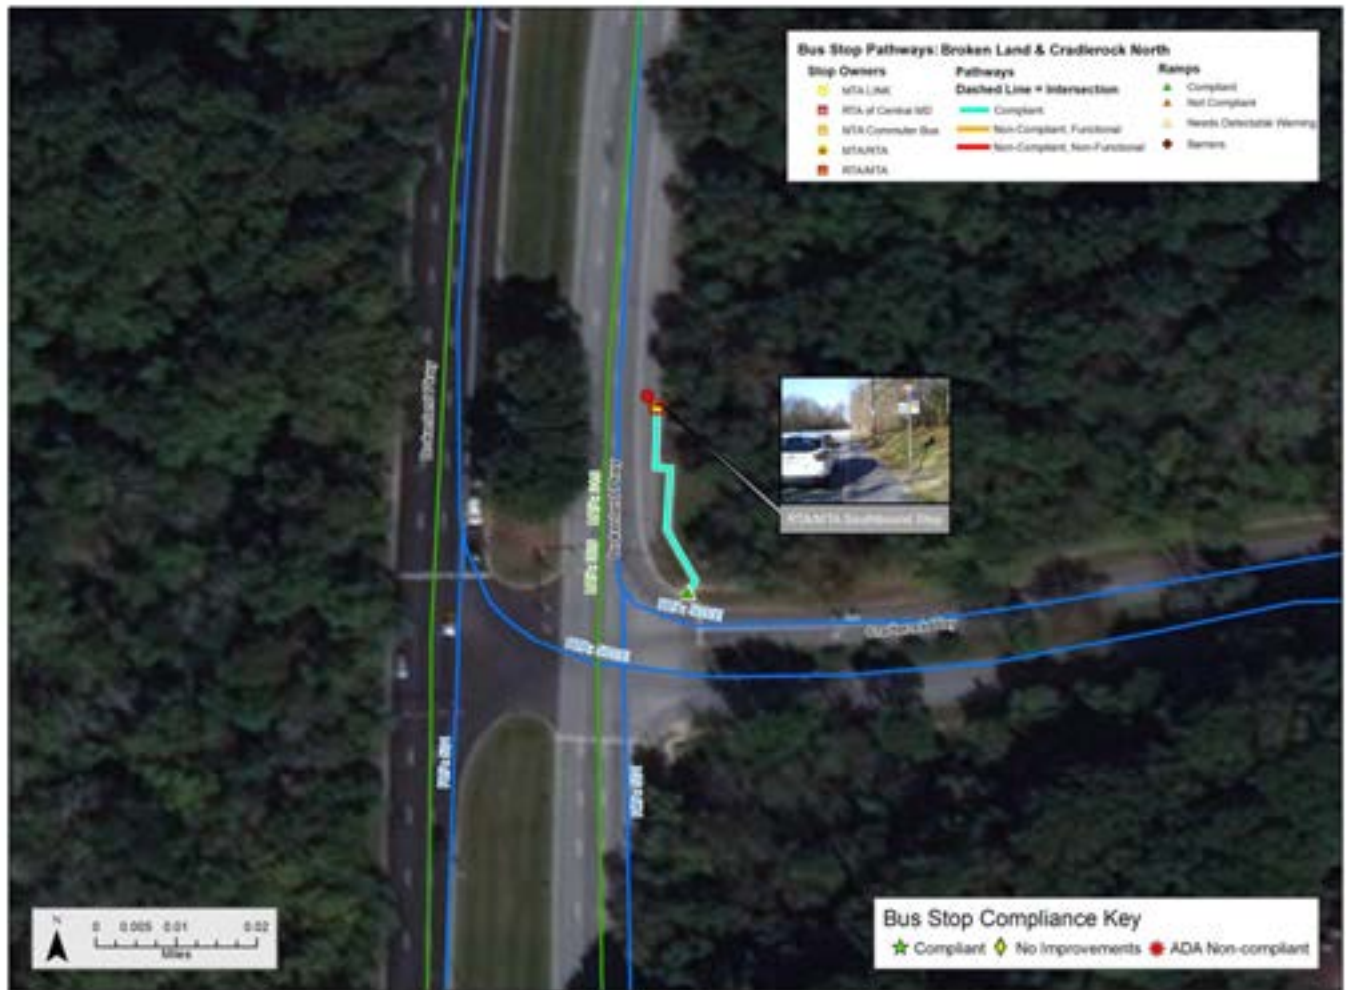 Bus Stop Pathways: Broken Land & Cradlerock North
Stop Owners
MTA LINK
RTA of Central MD
MTA Commuter Bus
MTA/RTA
RTA/MTA
Pathways
Dashed Line = Intersection
Compliant
Non-Compliant, Functional
Non-Compliant, Non-Functional
Ramps
Compliant
Not Compliant
Needs Detectable Warning
Barriers
RTA/MTA Southbound Stop
N
0 0.005 0.01 0.02
Miles
Bus Stop Compliance Key
Compliant No Improvements ADA Non-compliant